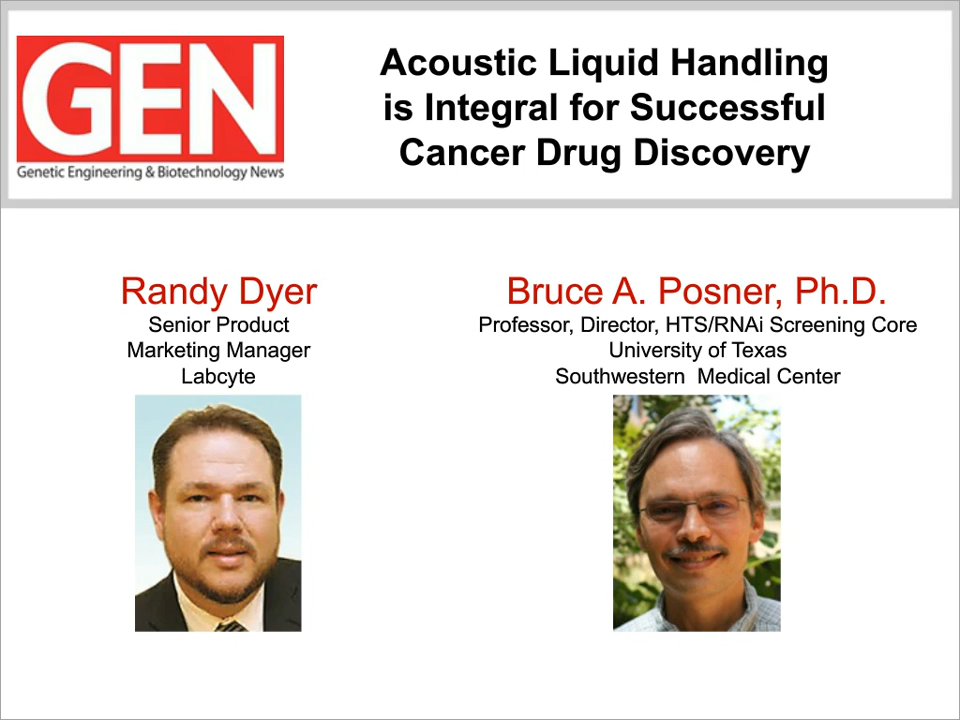 GEN
Genetic Engineering & Biotechnology News
Acoustic Liquid Handling
is Integral for Successful
Cancer Drug Discovery
Randy Dyer
Senior Product
Marketing Manager
Labcyte
Bruce A. Posner, Ph.D.
Professor, Director, HTS/RNAi Screening Core
University of Texas
Southwestern  Medical Center